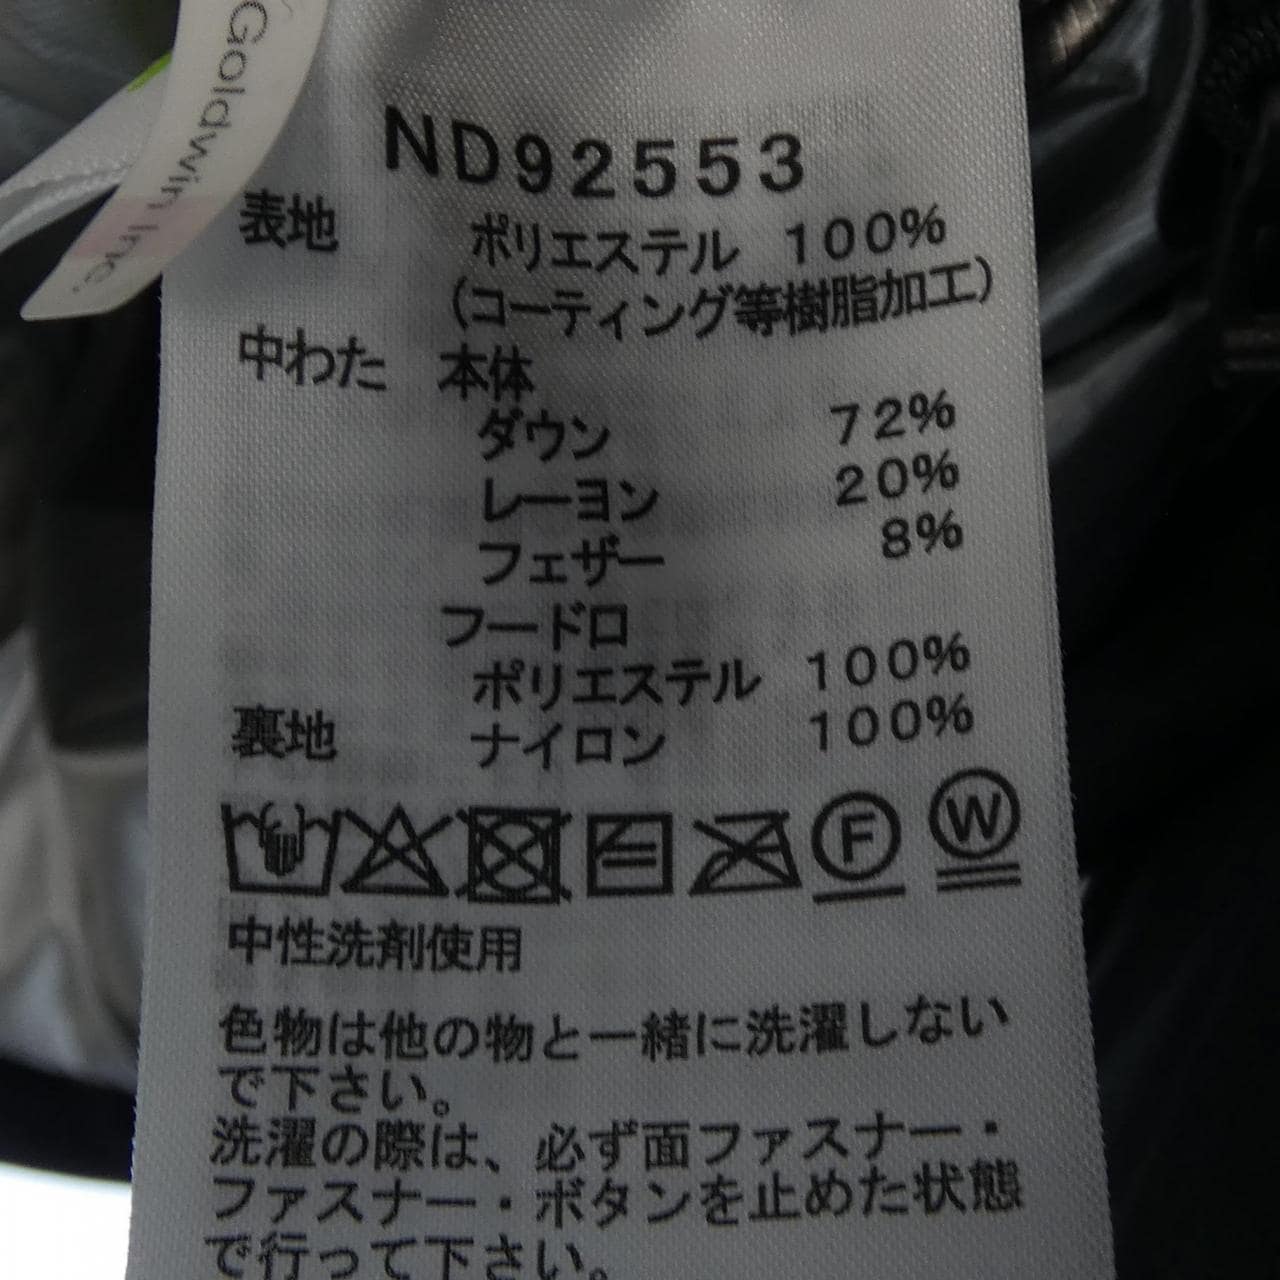 Goldwin Inc.
ND92553
表地 ポリエステル 100%
(コーティング等樹脂加工)
中わた 本体
ダウン 72%
レーヨン 20%
フェザー 8%
フードロ
ポリエステル 100%
裏地 ナイロン 100%
F W
中性洗剤使用
色物は他の物と一緒に洗濯しない
で下さい。
洗濯の際は、必ず面ファスナー・
ファスナー・ボタンを止めた状態
で行って下さい。